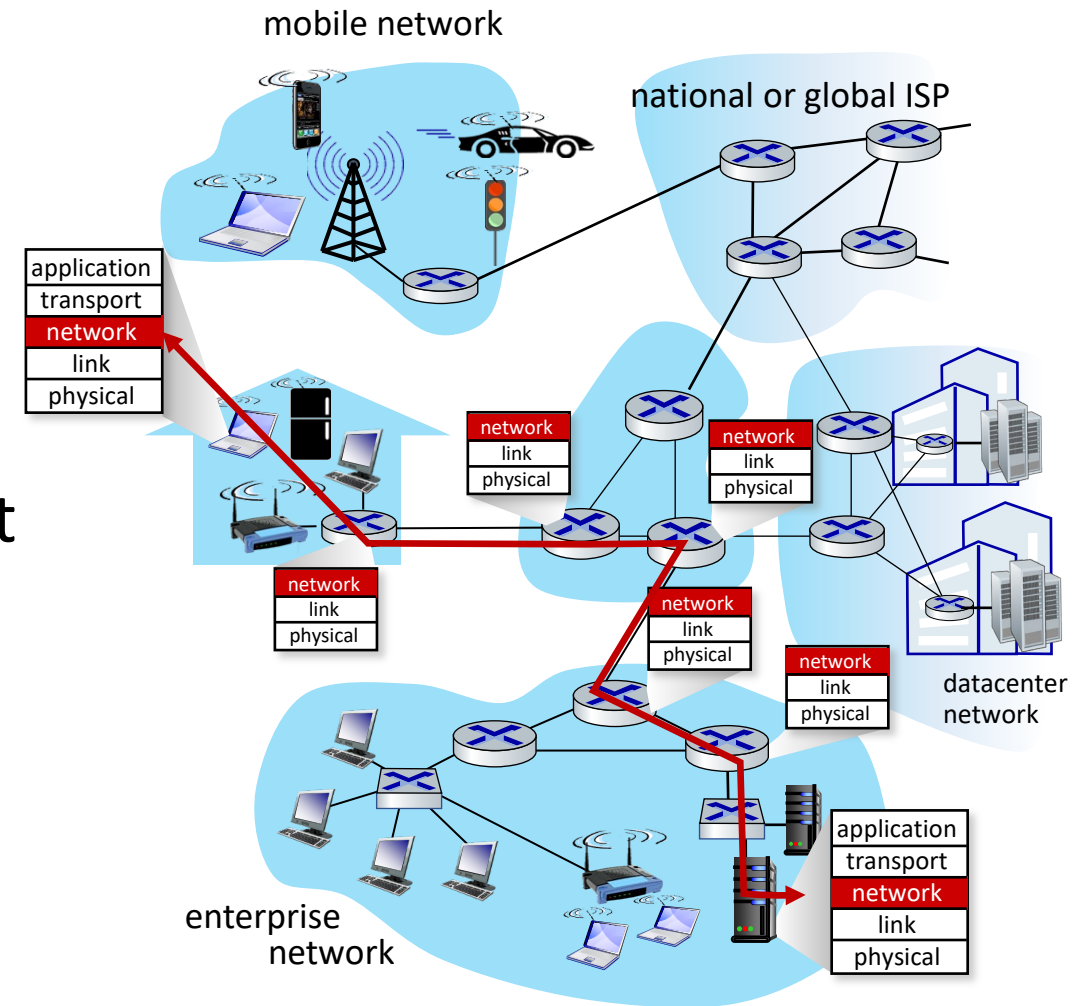 mobile network
national or global ISP
application
transport
network
link
physical
network
link
physical
network
link
physical
t
network
link
physical
network
link
physical
network
link
physical
datacenter
network
application
transport
network
link
physical
enterprise
network